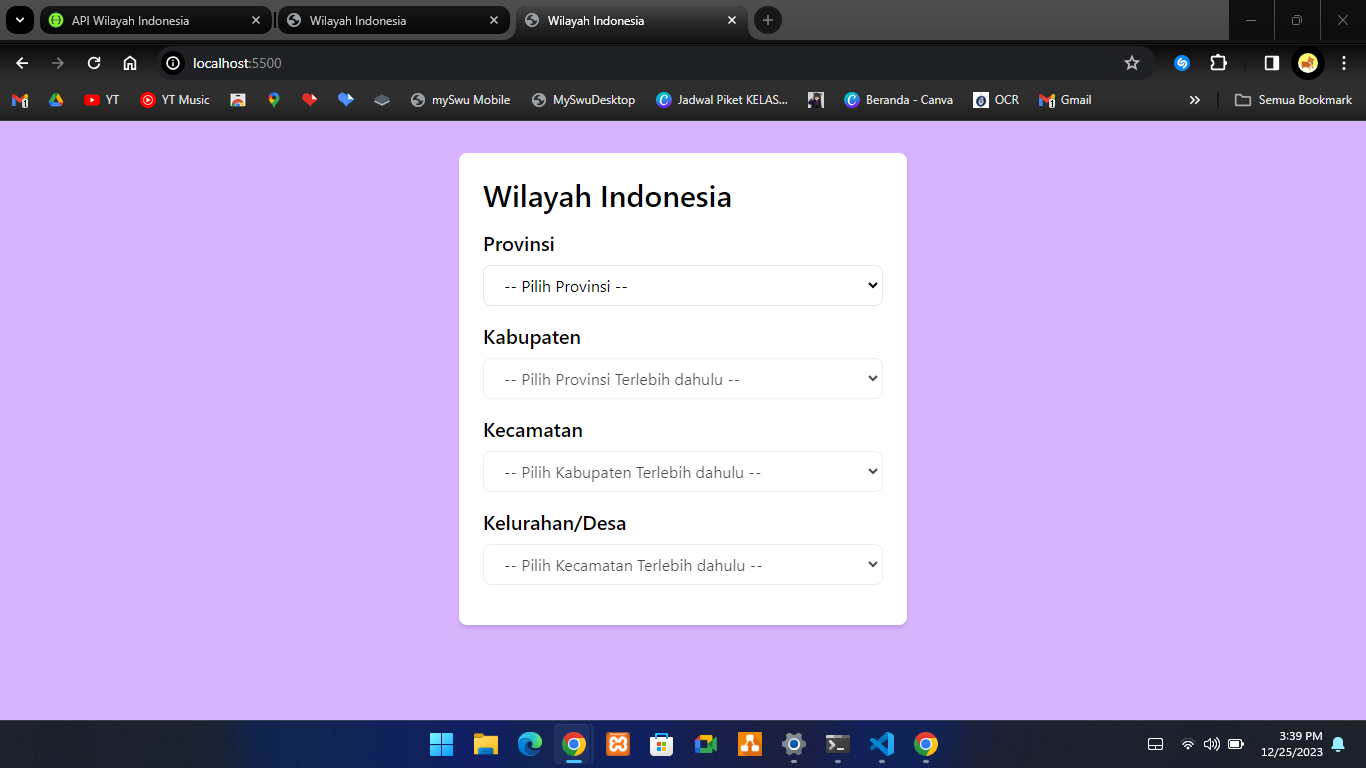 API Wilayah Indonesia
Wilayah Indonesia
Wilayah Indonesia
localhost:5500
YT
YT Music
mySwu Mobile
MySwuDesktop
Jadwal Piket KELAS...
Beranda - Canva
OCR
Gmail
Semua Bookmark
Wilayah Indonesia
Provinsi
-- Pilih Provinsi --
Kabupaten
-- Pilih Provinsi Terlebih dahulu --
Kecamatan
-- Pilih Kabupaten Terlebih dahulu --
Kelurahan/Desa
-- Pilih Kecamatan Terlebih dahulu --
3:39 PM
12/25/2023